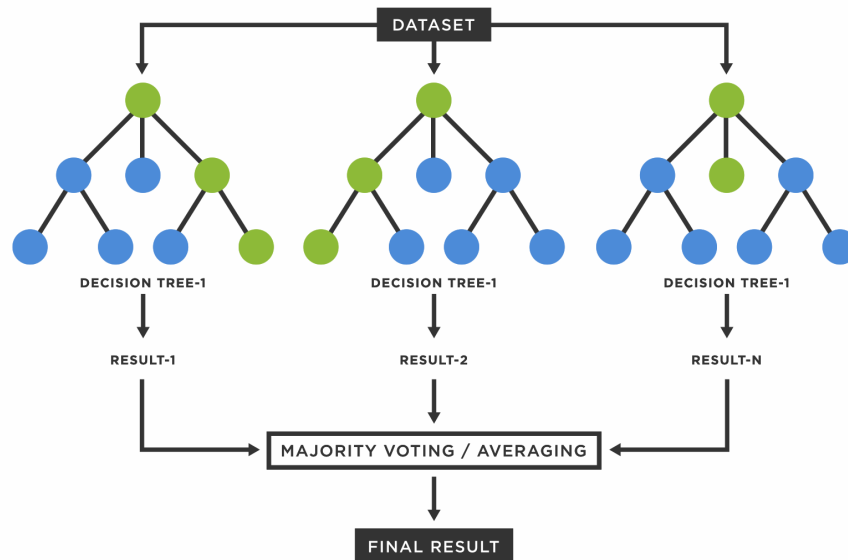 DATASET
DECISION TREE-1
DECISION TREE-1
DECISION TREE-1
RESULT-1
RESULT-2
RESULT-N
MAJORITY VOTING / AVERAGING
FINAL RESULT